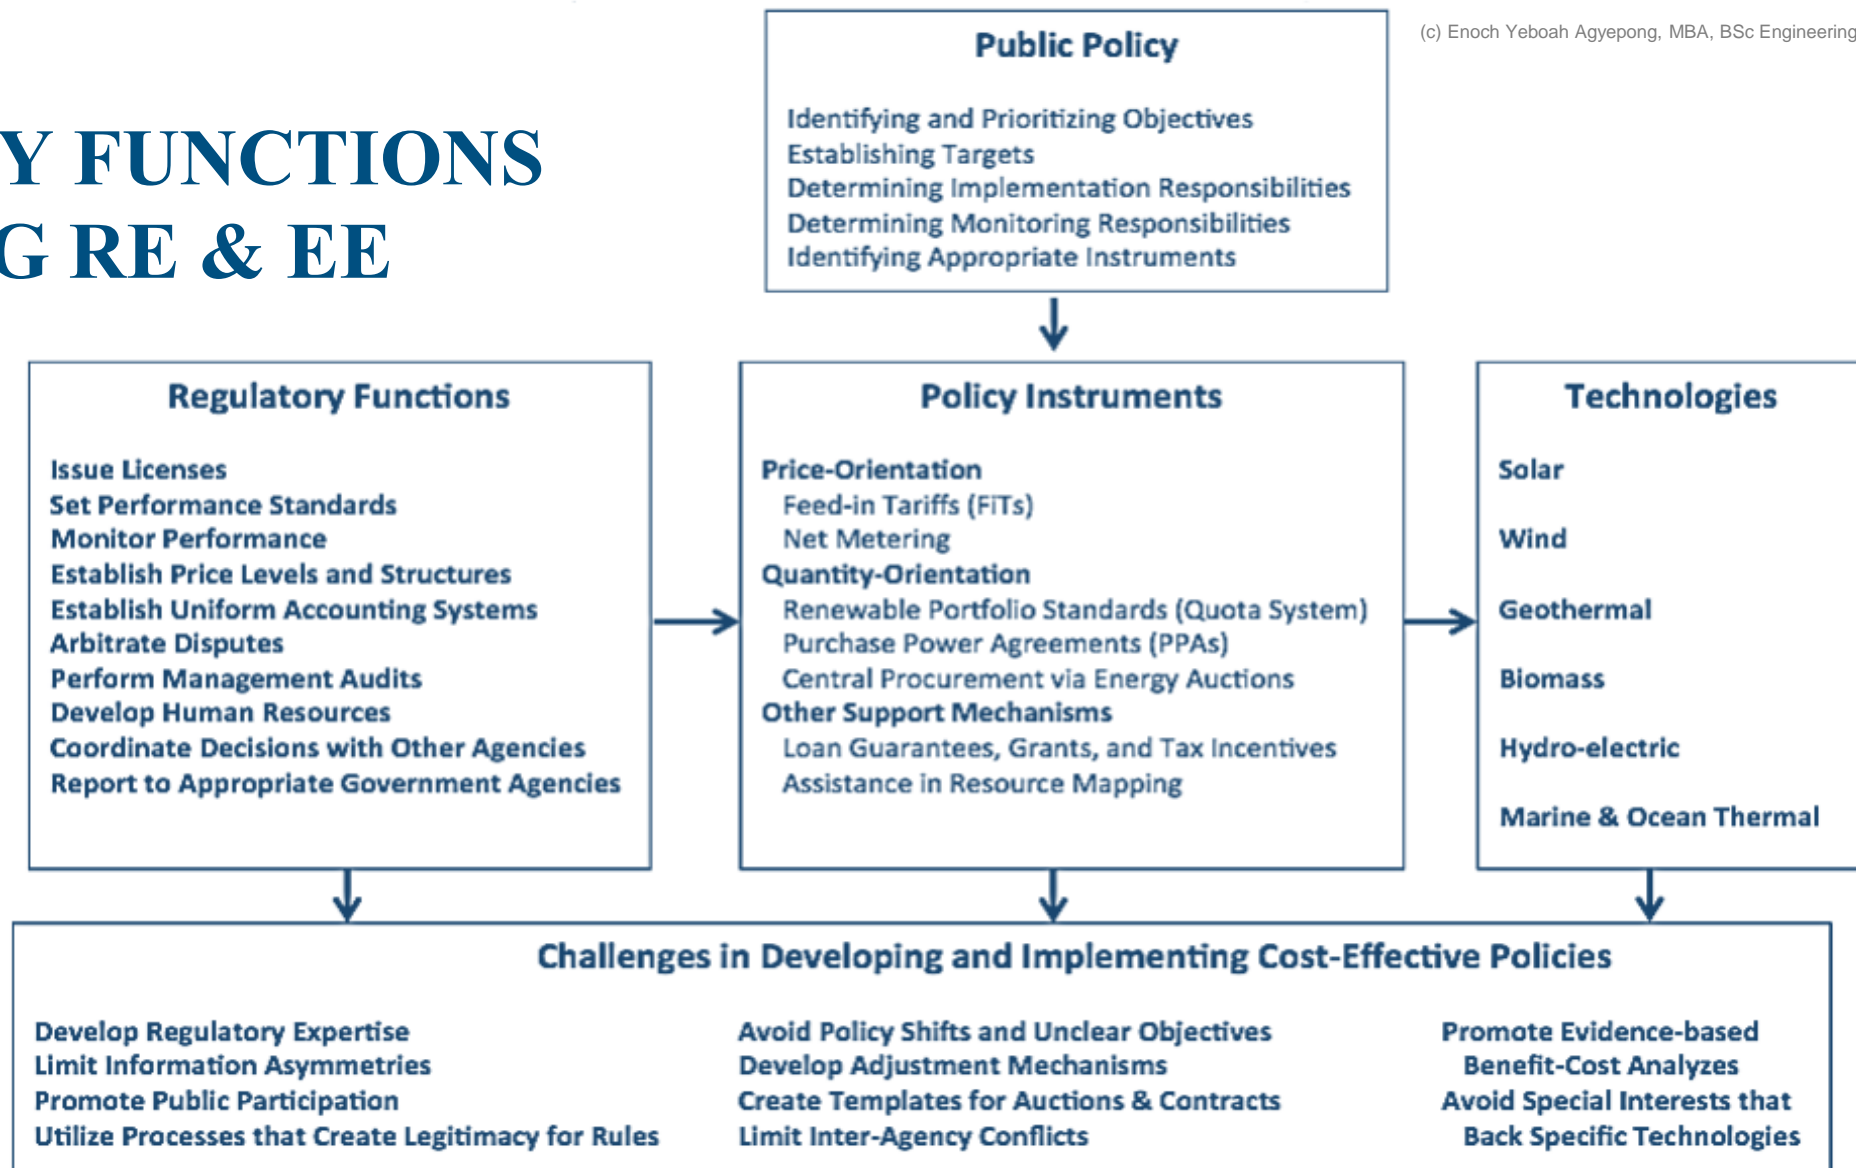 (c) Enoch Yeboah Agyepong, MBA, BSc Engineering
Y FUNCTIONS
G RE & EE
Public Policy
Identifying and Prioritizing Objectives
Establishing Targets
Determining Implementation Responsibilities
Determining Monitoring Responsibilities
Identifying Appropriate Instruments
Regulatory Functions
Issue Licenses
Set Performance Standards
Monitor Performance
Establish Price Levels and Structures
Establish Uniform Accounting Systems
Arbitrate Disputes
Perform Management Audits
Develop Human Resources
Coordinate Decisions with Other Agencies
Report to Appropriate Government Agencies
Policy Instruments
Price-Orientation
Feed-in Tariffs (FiTs)
Net Metering
Quantity-Orientation
Renewable Portfolio Standards (Quota System)
Purchase Power Agreements (PPAs)
Central Procurement via Energy Auctions
Other Support Mechanisms
Loan Guarantees, Grants, and Tax Incentives
Assistance in Resource Mapping
Technologies
Solar
Wind
Geothermal
Biomass
Hydro-electric
Marine & Ocean Thermal
Challenges in Developing and Implementing Cost-Effective Policies
Develop Regulatory Expertise
Limit Information Asymmetries
Promote Public Participation
Utilize Processes that Create Legitimacy for Rules
Avoid Policy Shifts and Unclear Objectives
Develop Adjustment Mechanisms
Create Templates for Auctions & Contracts
Limit Inter-Agency Conflicts
Promote Evidence-based
Benefit-Cost Analyzes
Avoid Special Interests that
Back Specific Technologies